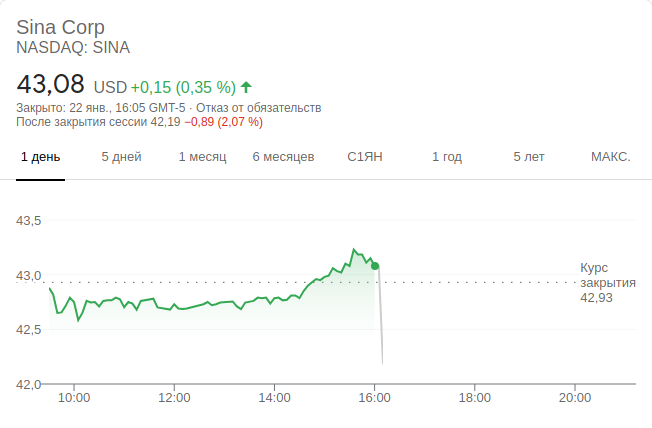 Sina Corp
NASDAQ: SINA
43,08 USD +0,15 (0,35 %)
Закрыто: 22 янв., 16:05 GMT-5 · Отказ от обязательств
После закрытия сессии 42,19 −0,89 (2,07 %)
1 день 5 дней 1 месяц 6 месяцев С1ЯН 1 год 5 лет МАКС.
43,5
43,0
42,5
42,0
Курс
закрытия
42,93
10:00 12:00 14:00 16:00 18:00 20:00